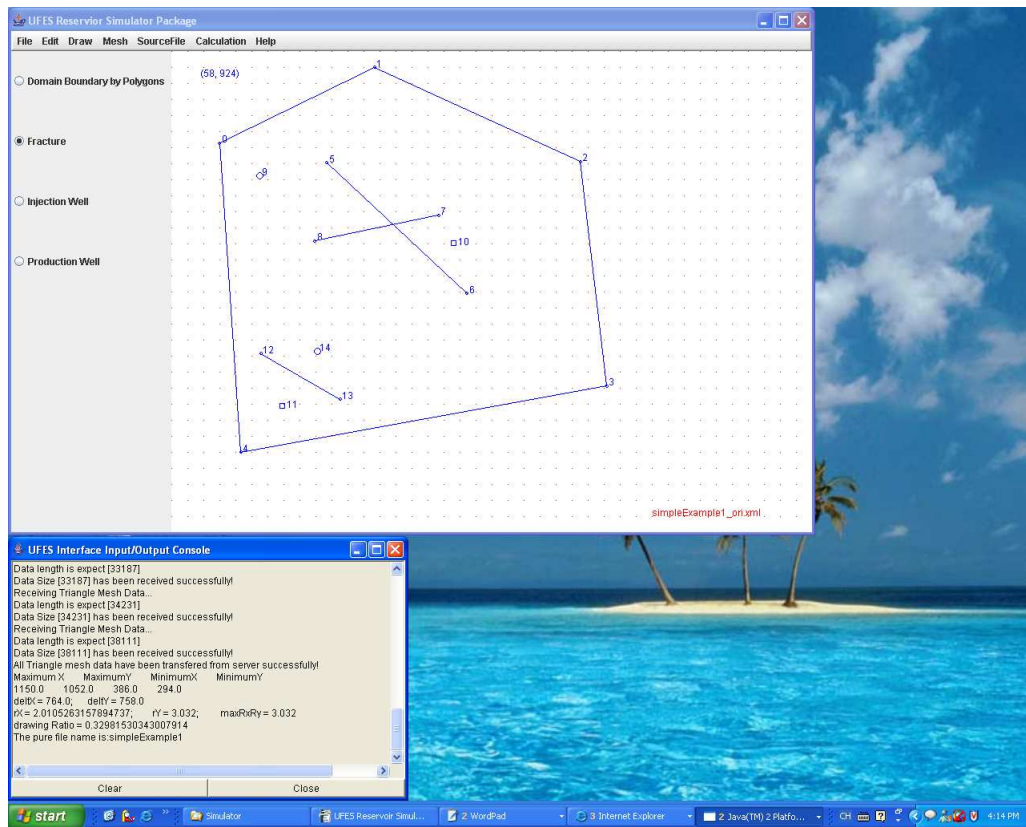 UFES Reservior Simulator Package
File Edit Draw Mesh SourceFile Calculation Help
Domain Boundary by Polygons
Fracture
Injection Well
Production Well
(58, 924)
1
0
2
5
9
7
8
10
6
12
14
3
13
11
4
simpleExample1_ori.xml
UFES Interface Input/Output Console
Data length is expect [33187]
Data Size [33187] has been received successfully!
Receiving Triangle Mesh Data...
Data length is expect [34231]
Data Size [34231] has been received successfully!
Receiving Triangle Mesh Data...
Data length is expect [38111]
Data Size [38111] has been received successfully!
All Triangle mesh data have been transfered from server successfully!
Maximum X MaximumY MinimumX MinimumY
1150.0 1052.0 386.0 294.0
deltX = 764.0; deltY = 758.0
rX = 2.0105263157894737; rY = 3.032; maxRxRy = 3.032
drawing Ratio = 0.32981530343007914
The pure file name is:simpleExample1
Clear Close
start Simulator UFES Reservoir Simul... 2 WordPad 3 Internet Explorer 2 Java(TM) 2 Platfo... CH 4:14 PM